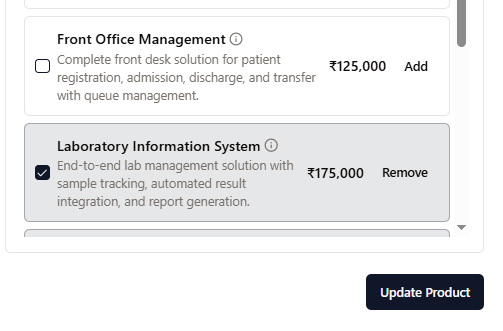 Front Office Management
Complete front desk solution for patient
registration, admission, discharge, and transfer
with queue management.
₹125,000
Add
Laboratory Information System
End-to-end lab management solution with
sample tracking, automated result
integration, and report generation.
₹175,000
Remove
Update Product